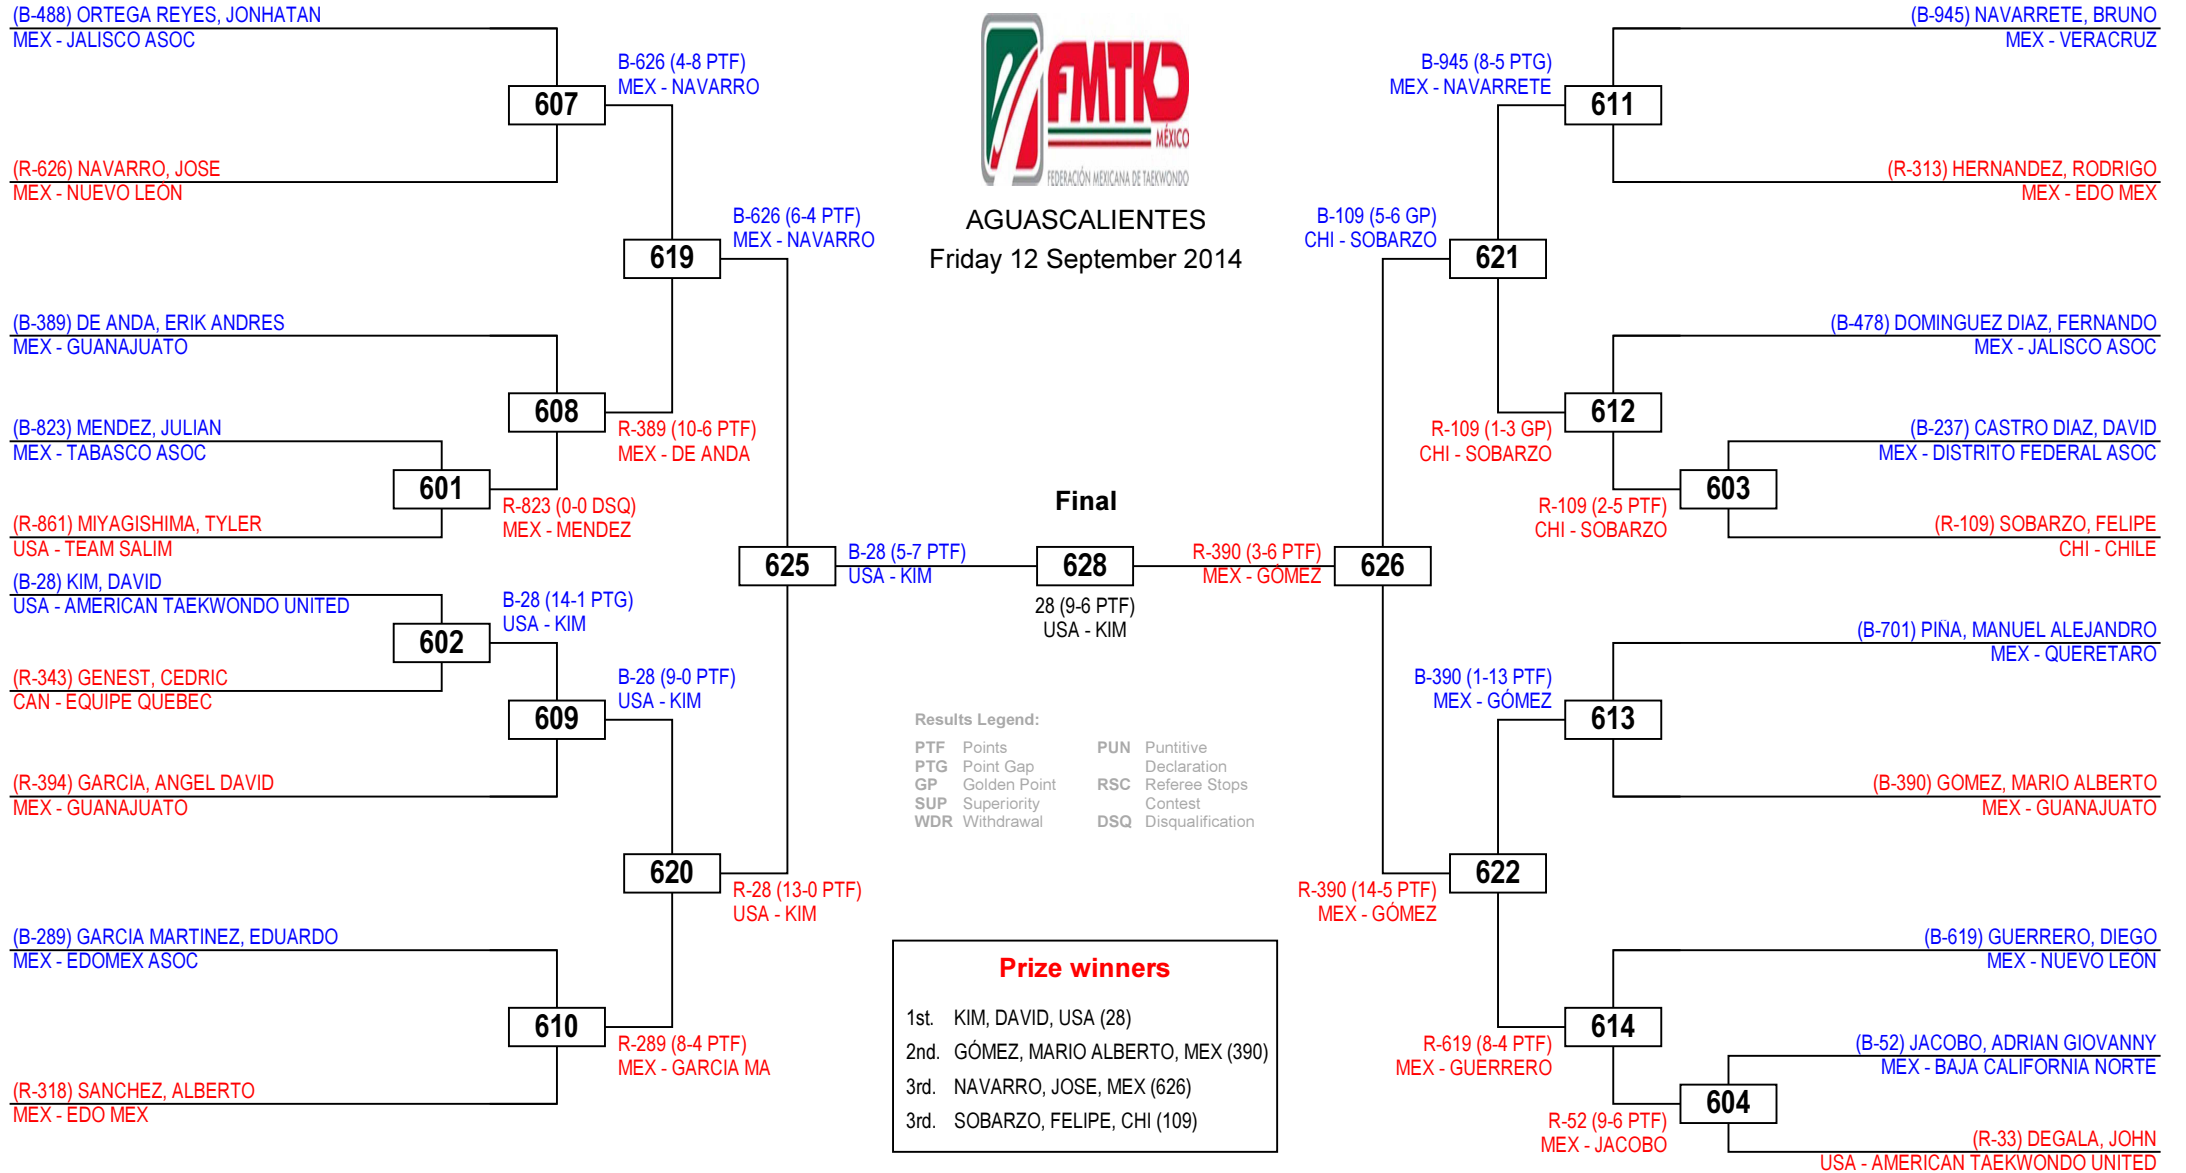 (B-488) ORTEGA REYES, JONHATAN
MEX - JALISCO ASOC
B-626 (4-8 PTF)
MEX - NAVARRO
607
(R-626) NAVARRO, JOSE
MEX - NUEVO LEÓN
B-626 (6-4 PTF)
MEX - NAVARRO
619
(B-389) DE ANDA, ERIK ANDRES
MEX - GUANAJUATO
608
(B-823) MENDEZ, JULIAN
MEX - TABASCO ASOC
R-389 (10-6 PTF)
MEX - DE ANDA
601
R-823 (0-0 DSQ)
MEX - MENDEZ
(R-861) MIYAGISHIMA, TYLER
USA - TEAM SALIM
625
B-28 (5-7 PTF)
USA - KIM
(B-28) KIM, DAVID
USA - AMERICAN TAEKWONDO UNITED
B-28 (14-1 PTG)
USA - KIM
602
(R-343) GENEST, CEDRIC
CAN - EQUIPE QUEBEC
B-28 (9-0 PTF)
USA - KIM
609
(R-394) GARCIA, ANGEL DAVID
MEX - GUANAJUATO
620
R-28 (13-0 PTF)
USA - KIM
(B-289) GARCIA MARTINEZ, EDUARDO
MEX - EDOMEX ASOC
610
R-289 (8-4 PTF)
MEX - GARCIA MA
(R-318) SANCHEZ, ALBERTO
MEX - EDO MEX
FMTKD
MÉXICO
FEDERACIÓN MEXICANA DE TAEKWONDO
AGUASCALIENTES
Friday 12 September 2014
Final
628
28 (9-6 PTF)
USA - KIM
Results Legend:
PTF Points
PTG Point Gap
GP Golden Point
SUP Superiority
WDR Withdrawal
PUN Puntitive
Declaration
RSC Referee Stops
Contest
DSQ Disqualification
Prize winners
1st. KIM, DAVID, USA (28)
2nd. GÓMEZ, MARIO ALBERTO, MEX (390)
3rd. NAVARRO, JOSE, MEX (626)
3rd. SOBARZO, FELIPE, CHI (109)
(B-945) NAVARRETE, BRUNO
MEX - VERACRUZ
B-945 (8-5 PTG)
MEX - NAVARRETE
611
(R-313) HERNANDEZ, RODRIGO
MEX - EDO MEX
B-109 (5-6 GP)
CHI - SOBARZO
621
(B-478) DOMINGUEZ DIAZ, FERNANDO
MEX - JALISCO ASOC
612
R-109 (1-3 GP)
CHI - SOBARZO
(B-237) CASTRO DIAZ, DAVID
MEX - DISTRITO FEDERAL ASOC
603
R-109 (2-5 PTF)
CHI - SOBARZO
(R-109) SOBARZO, FELIPE
CHI - CHILE
R-390 (3-6 PTF)
MEX - GÓMEZ
626
(B-701) PIÑA, MANUEL ALEJANDRO
MEX - QUERETARO
B-390 (1-13 PTF)
MEX - GÓMEZ
613
(B-390) GÓMEZ, MARIO ALBERTO
MEX - GUANAJUATO
622
R-390 (14-5 PTF)
MEX - GÓMEZ
(B-619) GUERRERO, DIEGO
MEX - NUEVO LEÓN
614
R-619 (8-4 PTF)
MEX - GUERRERO
(B-52) JACOBO, ADRIAN GIOVANNY
MEX - BAJA CALIFORNIA NORTE
604
R-52 (9-6 PTF)
MEX - JACOBO
(R-33) DEGALA, JOHN
USA - AMERICAN TAEKWONDO UNITED